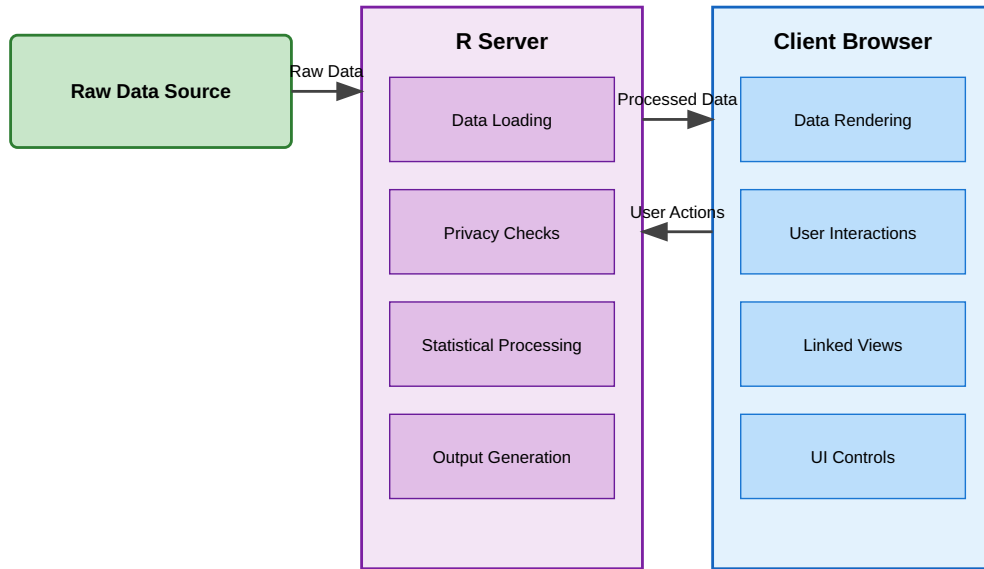 Raw Data Source
Raw Data
R Server
Data Loading
Privacy Checks
Statistical Processing
Output Generation
Processed Data
User Actions
Client Browser
Data Rendering
User Interactions
Linked Views
UI Controls